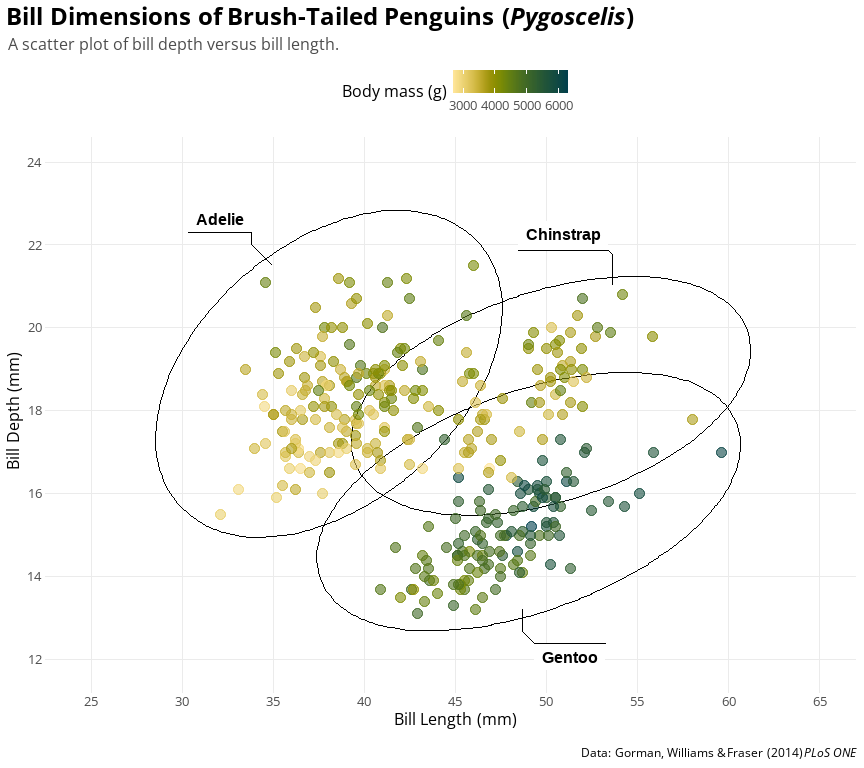 Bill Dimensions of Brush-Tailed Penguins (Pygoscelis)
A scatter plot of bill depth versus bill length.
Body mass (g)
3000 4000 5000 6000
Bill Depth (mm)
24
22
20
18
16
14
12
Adelie
Chinstrap
Gentoo
25 30 35 40 45 50 55 60 65
Bill Length (mm)
Data: Gorman, Williams & Fraser (2014) PLoS ONE